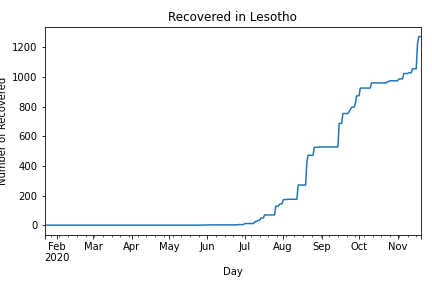 Recovered in Lesotho
1200
1000
800
600
400
200
0
Number of Recovered
Feb Mar Apr May Jun Jul Aug Sep Oct Nov
2020
Day